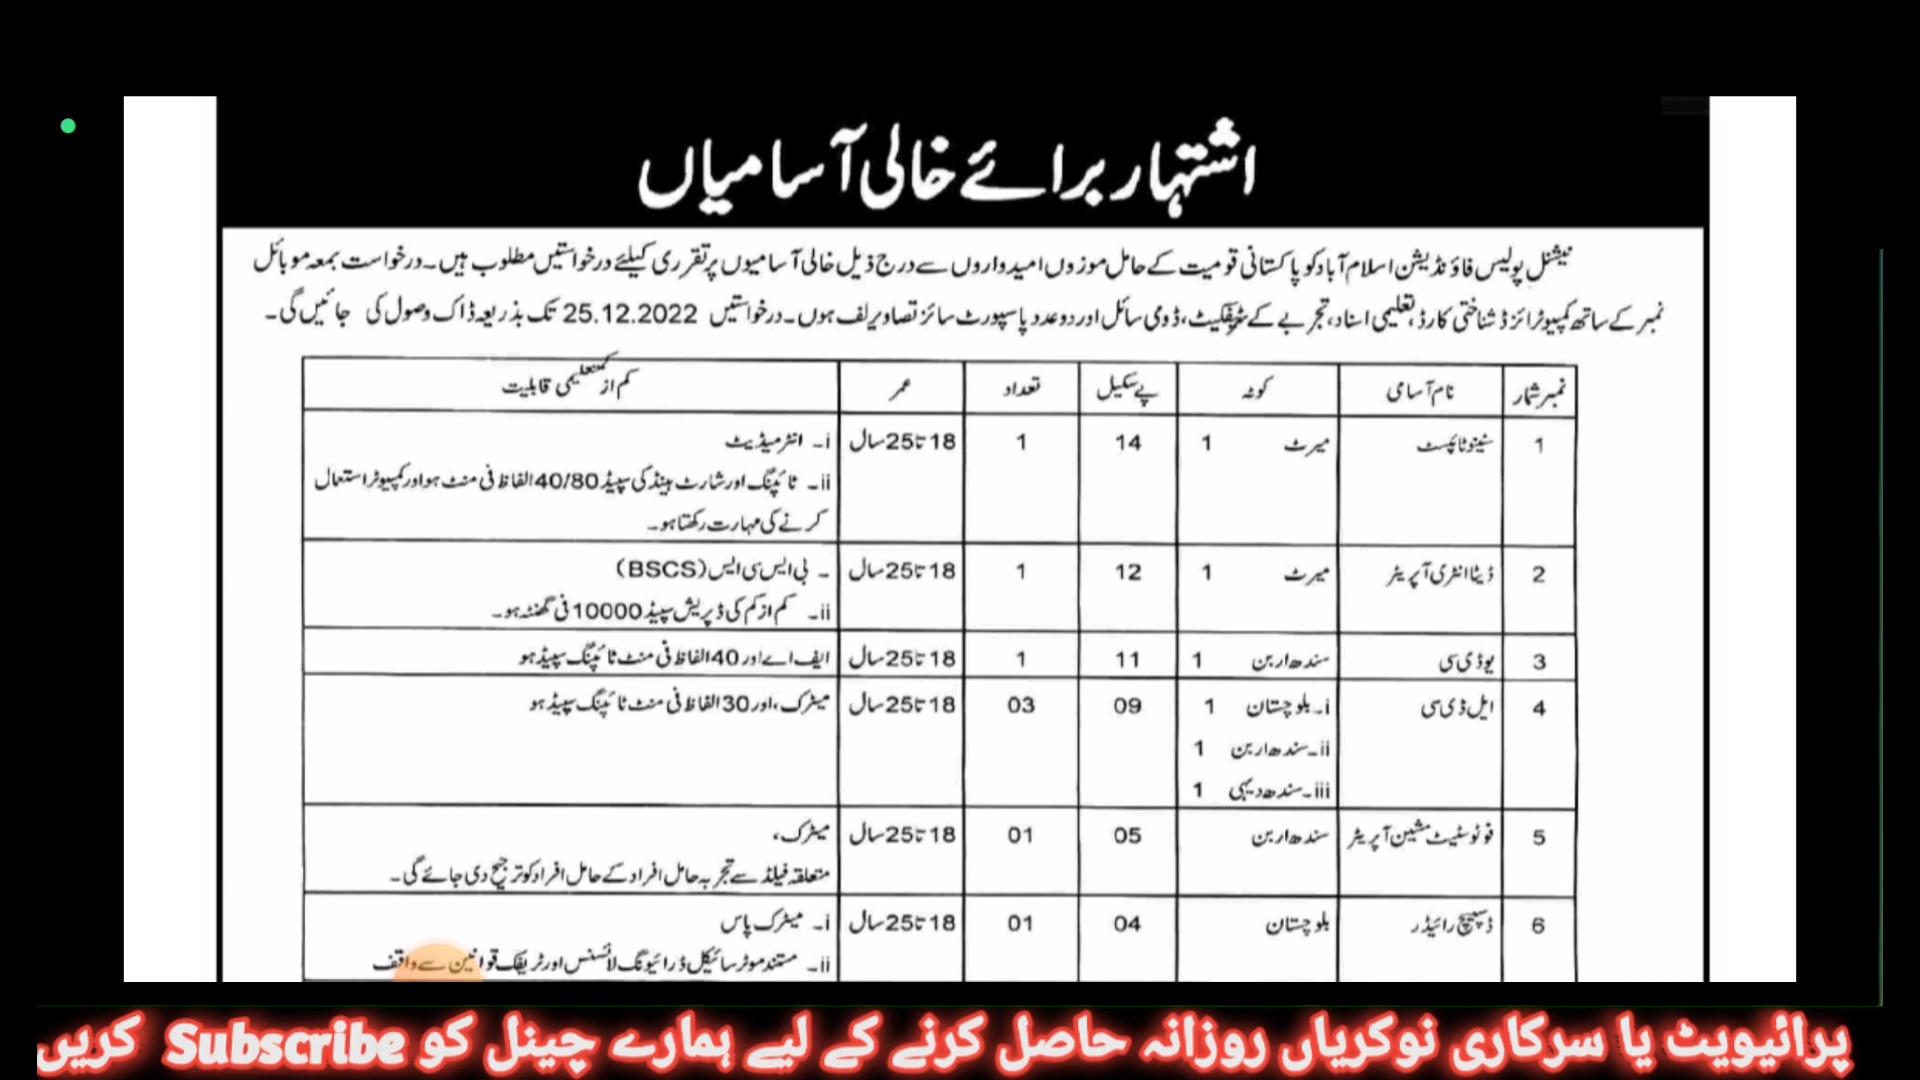 اشتہار برائے خالی آسامیاں
نیشنل پولیس فاؤنڈیشن اسلام آباد کو پاکستانی قومیت کے حامل موزوں امیدواروں سے درج ذیل خالی آسامیوں پر تقرری کیلئے درخواستیں مطلوب ہیں۔ درخواست بمعہ موبائل
نمبر کے ساتھ کمپیوٹرائزڈ شناختی کارڈ، تعلیمی اسناد، تجربے کے سرٹیفکیٹ، ڈومی سائل اور دو عدد پاسپورٹ سائز تصاویر لف ہوں۔ درخواستیں 25.12.2022 تک بذریعہ ڈاک وصول کی جائیں گی۔
نمبر شمار نام آسامی کوٹہ پے سکیل تعداد عمر کم از کم تعلیمی قابلیت
1 سٹینو ٹائپسٹ میرٹ 1 14 1 18 تا 25 سال i۔ انٹرمیڈیٹ
ii۔ ٹائپنگ اور شارٹ ہینڈ کی سپیڈ 40/80 الفاظ فی منٹ ہو اور کمپیوٹر استعمال
کرنے کی مہارت رکھتا ہو۔
2 ڈیٹا انٹری آپریٹر میرٹ 1 12 1 18 تا 25 سال ۔ بی ایس سی ایس (BSCS)
ii۔ کم از کم کی ڈپریشن سپیڈ 10000 فی گھنٹہ ہو۔
3 یو ڈی سی سندھ اربن 1 11 1 18 تا 25 سال ایف اے اور 40 الفاظ فی منٹ ٹائپنگ سپیڈ ہو
4 ایل ڈی سی i۔ بلوچستان 1 09 03 18 تا 25 سال میٹرک، اور 30 الفاظ فی منٹ ٹائپنگ سپیڈ ہو
ii۔ سندھ اربن 1
iii۔ سندھ دیہی 1
5 فوٹوسٹیٹ مشین آپریٹر سندھ اربن 05 01 18 تا 25 سال میٹرک،
متعلقہ فیلڈ سے تجربہ حامل افراد کے حامل افراد کو ترجیح دی جائے گی۔
6 ڈسپیچ رائیڈر بلوچستان 04 01 18 تا 25 سال i۔ میٹرک پاس
ii۔ مستند موٹر سائیکل ڈرائیونگ لائسنس اور ٹریفک قوانین سے واقف
پرائیویٹ یا سرکاری نوکریاں روزانہ حاصل کرنے کے لیے ہمارے چینل کو Subscribe کریں